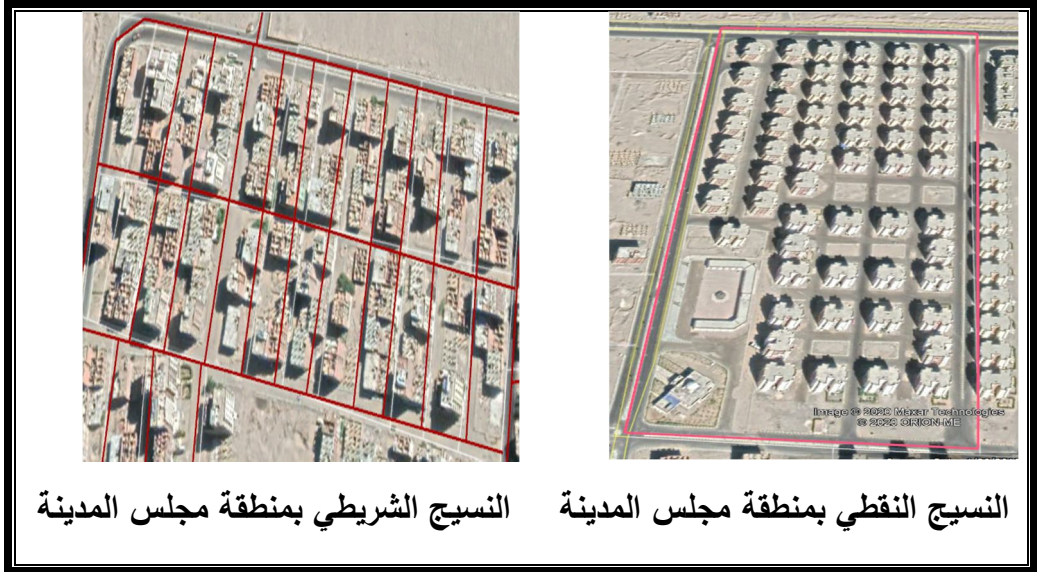 Image © 2023 Maxar Technologies
© 2023 ORION-ME
النسيج النقطي بمنطقة مجلس المدينة
النسيج الشريطي بمنطقة مجلس المدينة